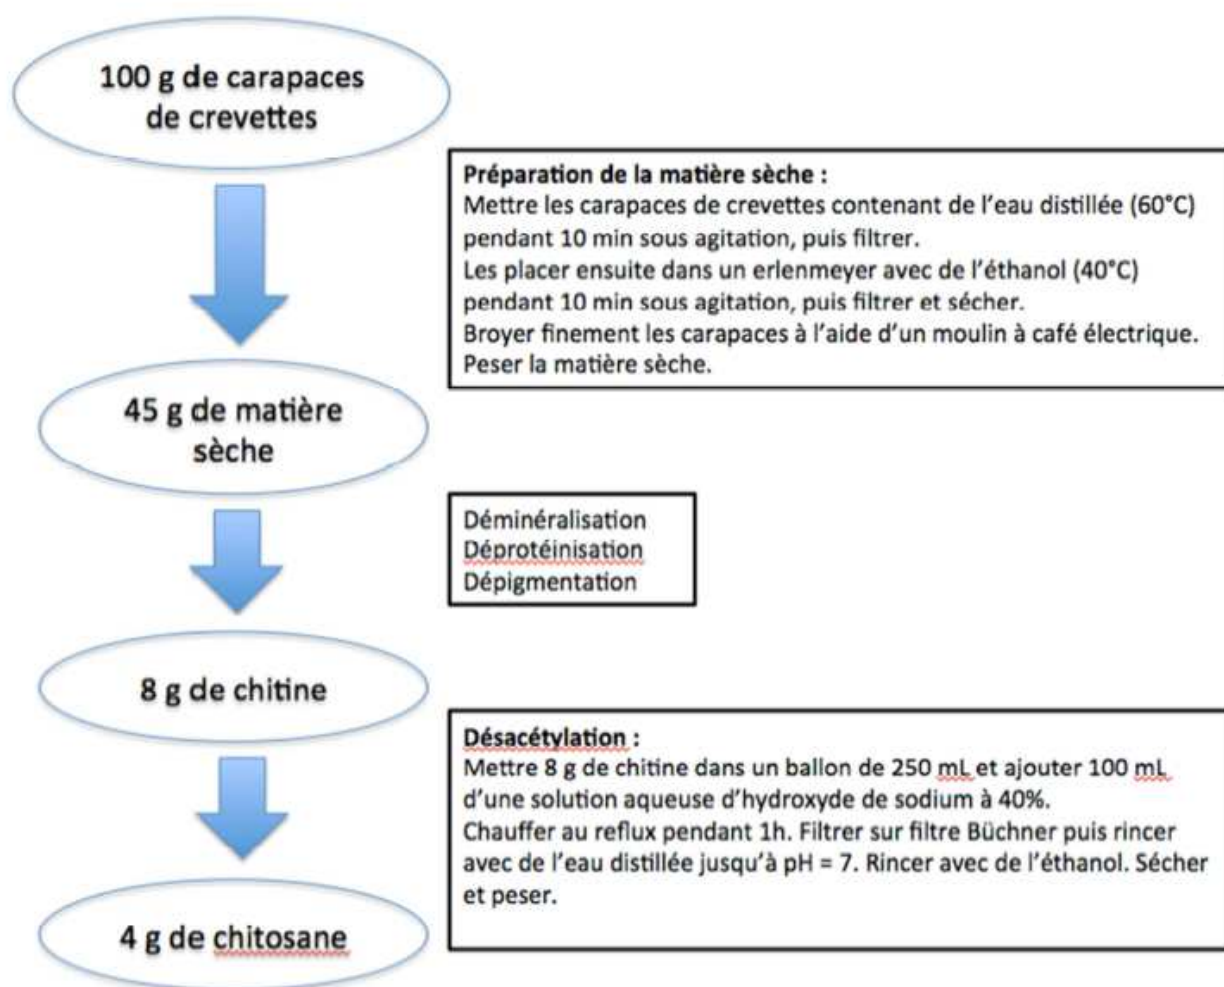 100 g de carapaces
de crevettes
Préparation de la matière sèche :
Mettre les carapaces de crevettes contenant de l'eau distillée (60°C)
pendant 10 min sous agitation, puis filtrer.
Les placer ensuite dans un erlenmeyer avec de l'éthanol (40°C)
pendant 10 min sous agitation, puis filtrer et sécher.
Broyer finement les carapaces à l'aide d'un moulin à café électrique.
Peser la matière sèche.
45 g de matière
sèche
Déminéralisation
Déprotéinisation
Dépigmentation
8 g de chitine
Désacétylation :
Mettre 8 g de chitine dans un ballon de 250 mL et ajouter 100 mL
d'une solution aqueuse d'hydroxyde de sodium à 40%.
Chauffer au reflux pendant 1h. Filtrer sur filtre Büchner puis rincer
avec de l'eau distillée jusqu'à pH = 7. Rincer avec de l'éthanol. Sécher
et peser.
4 g de chitosane